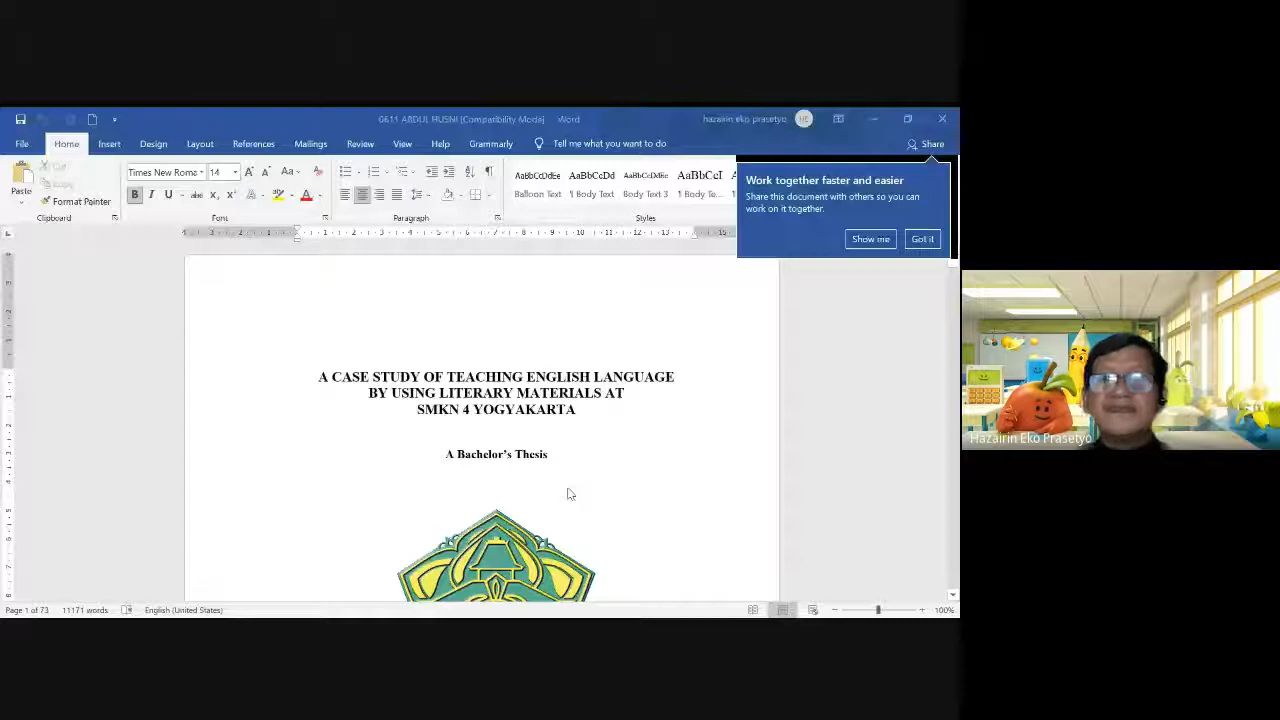 0611 ABDUL HUSNI [Compatibility Mode] - Word
hazairin eko prasetyo
HE
File Home Insert Design Layout References Mailings Review View Help Grammarly Tell me what you want to do Share
Paste
Cut
Copy
Format Painter
Clipboard
Times New Roma 14
Font
Paragraph
AaBbCcDdEe AaBbCcDd AaBbCcDdEe AaBbCcI
Balloon Text 1 Body Text Body Text 3 1 Body Te...
Styles
Work together faster and easier
Share this document with others so you can
work on it together.
Show me Got it
A CASE STUDY OF TEACHING ENGLISH LANGUAGE
BY USING LITERARY MATERIALS AT
SMKN 4 YOGYAKARTA
A Bachelor's Thesis
Hazairin Eko Prasetyo
Page 1 of 73 11171 words English (United States) 100%